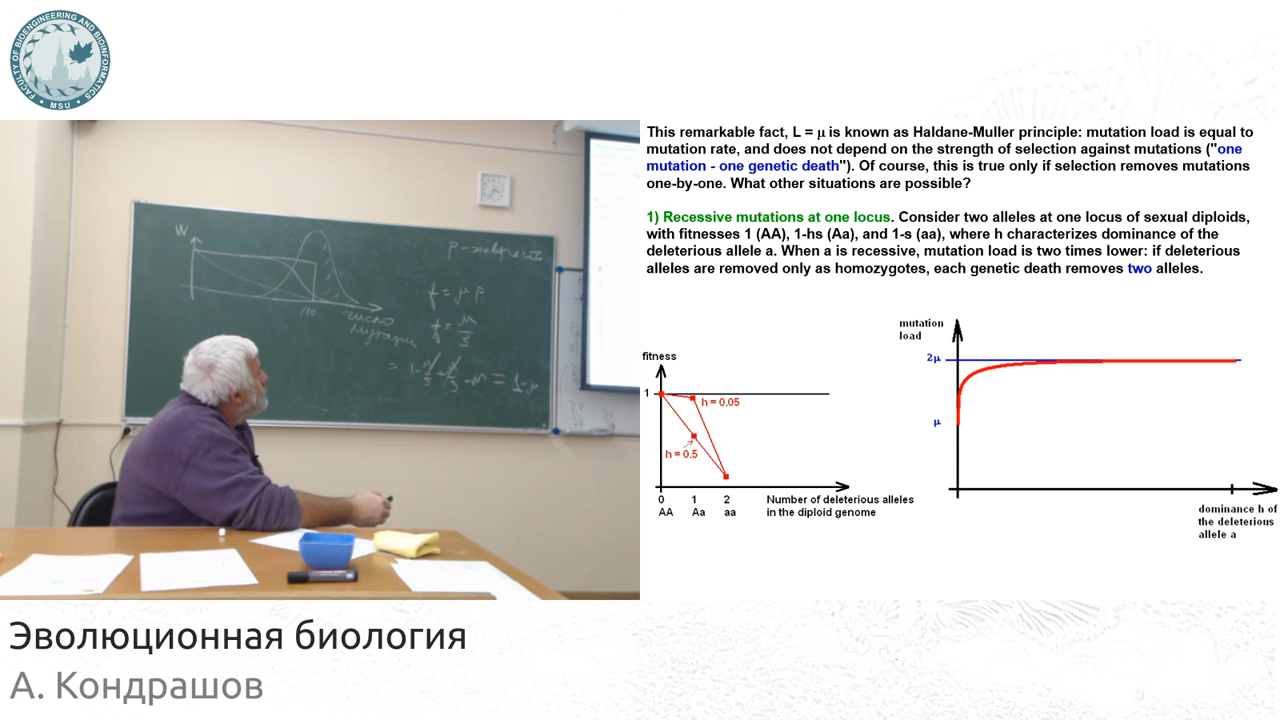 FACULTY OF BIOENGINEERING AND BIOINFORMATICS
• MSU •
This remarkable fact, L = μ is known as Haldane-Muller principle: mutation load is equal to
mutation rate, and does not depend on the strength of selection against mutations ("one
mutation - one genetic death"). Of course, this is true only if selection removes mutations
one-by-one. What other situations are possible?
1) Recessive mutations at one locus. Consider two alleles at one locus of sexual diploids,
with fitnesses 1 (AA), 1-hs (Aa), and 1-s (aa), where h characterizes dominance of the
deleterious allele a. When a is recessive, mutation load is two times lower: if deleterious
alleles are removed only as homozygotes, each genetic death removes two alleles.
W
100
число
мутаций
fitness
1
h = 0.05
h = 0.5
0 1 2
AA Aa aa
Number of deleterious alleles
in the diploid genome
mutation
load
2μ
μ
dominance h of
the deleterious
allele a
Эволюционная биология
А. Кондрашов